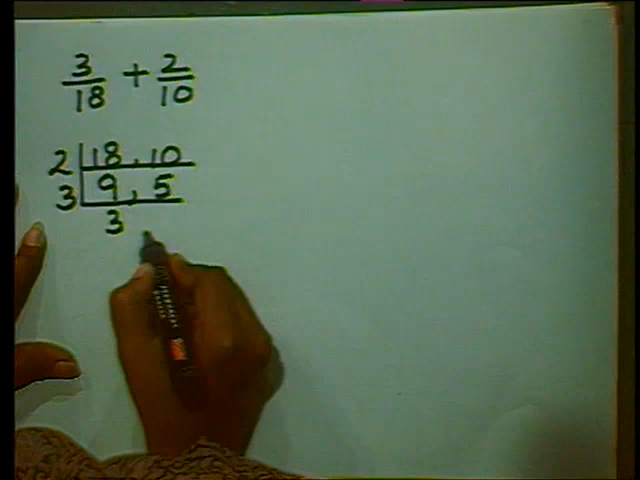 3/18 + 2/10
2 | 18, 10
3 | 9, 5
3